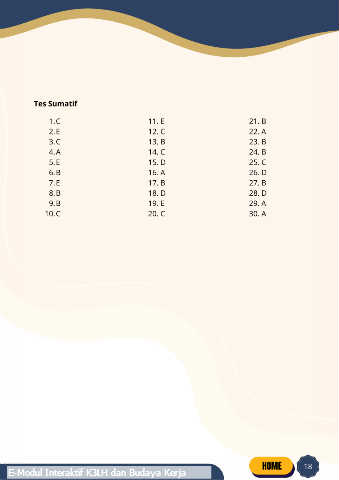 Tes Sumatif
1. C
2. E
3. C
4. A
5. E
6. B
7. E
8. B
9. B
10. C
11. E
12. C
13. B
14. C
15. D
16. A
17. B
18. D
19. E
20. C
21. B
22. A
23. B
24. B
25. C
26. D
27. B
28. D
29. A
30. A
E-Modul Interaktif K3LH dan Budaya Kerja
HOME
18